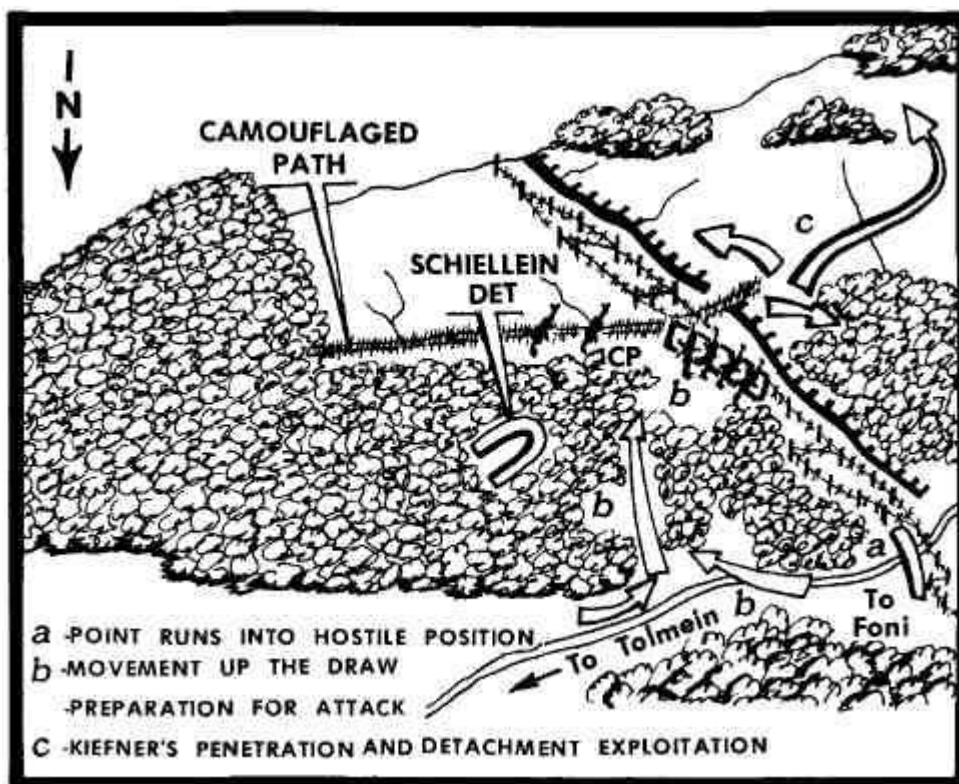 N
CAMOUFLAGED
PATH
SCHIELLEIN
DET
c
CP
b
b
a
b
To
Foni
To Tolmein
a -POINT RUNS INTO HOSTILE POSITION
b -MOVEMENT UP THE DRAW
-PREPARATION FOR ATTACK
c -KIEFNER'S PENETRATION AND DETACHMENT EXPLOITATION